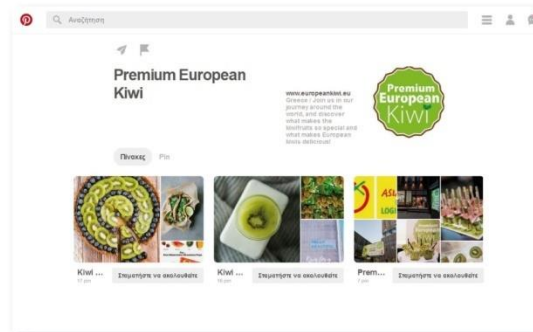 Αναζήτηση
Premium European
Kiwi
www.europeankiwi.eu
Greece / Join us in our
journey around the
world, and discover
what makes the
kiwifruits so special and
what makes European
kiwis delicious!
Premium
European
Kiwi
Πίνακες Pin
Kiwi ...
17 pin
Σταματήστε να ακολουθείτε
Kiwi ...
Σταματήστε να ακολουθείτε
Prem...
Σταματήστε να ακολουθείτε